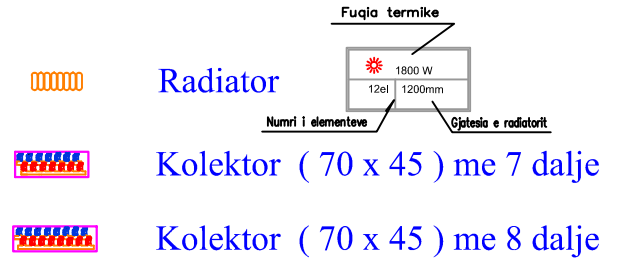 Fuqia termike
1800 W
Radiator
12el 1200mm
Numri i elementeve
Gjatesia e radiatorit
Kolektor ( 70 x 45 ) me 7 dalje
Kolektor ( 70 x 45 ) me 8 dalje